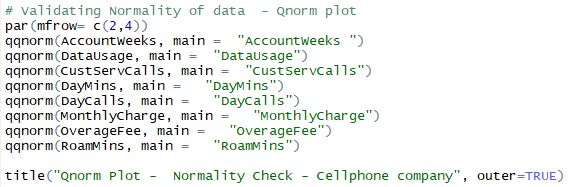 # Validating Normality of data  - Qnorm plot
par(mfrow= c(2,4))
qqnorm(AccountWeeks, main =  "AccountWeeks ")
qqnorm(DataUsage, main =   "DataUsage")
qqnorm(CustServCalls, main =  "CustServCalls")
qqnorm(DayMins, main =   "DayMins")
qqnorm(DayCalls, main =   "DayCalls")
qqnorm(MonthlyCharge, main =   "MonthlyCharge")
qqnorm(OverageFee, main =   "OverageFee")
qqnorm(RoamMins, main =   "RoamMins")
title("Qnorm Plot -  Normality Check - Cellphone company", outer=TRUE)